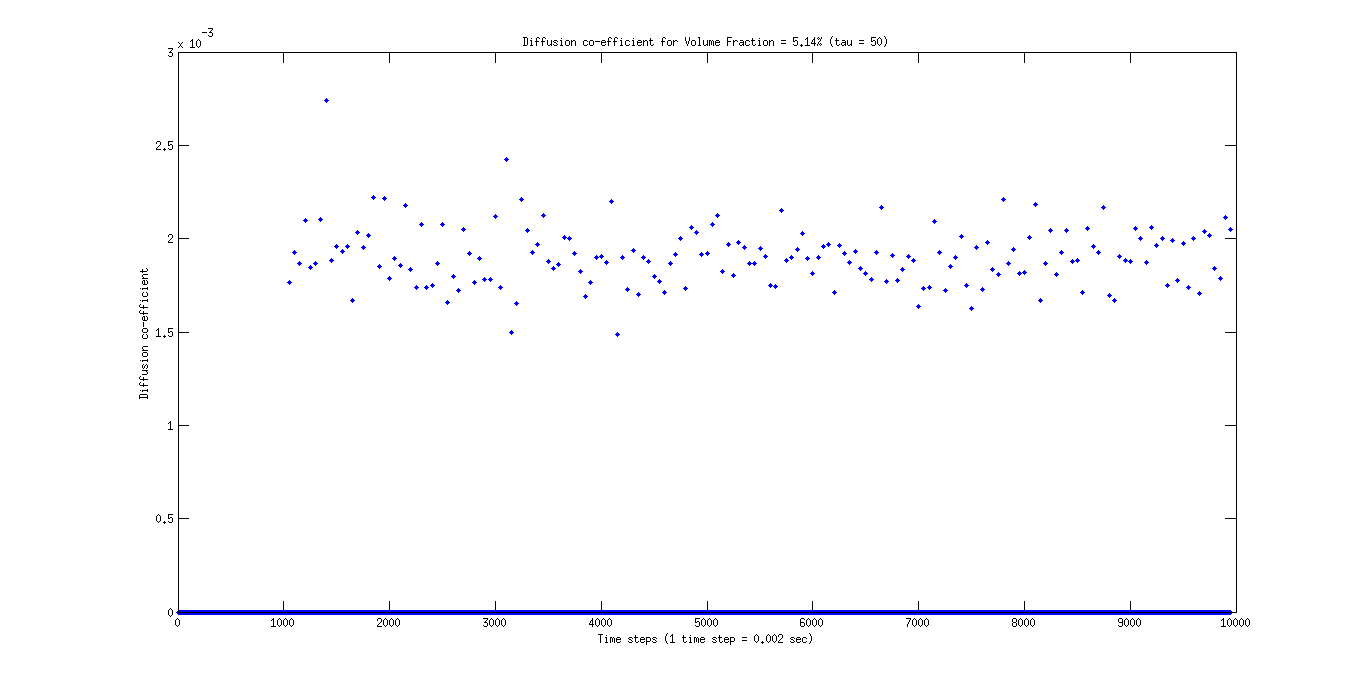 x 10^-3
Diffusion co-efficient for Volume Fraction = 5.14% (tau = 50)
3
2.5
2
1.5
1
0.5
0
Diffusion co-efficient
0 1000 2000 3000 4000 5000 6000 7000 8000 9000 10000
Time steps (1 time step = 0.002 sec)